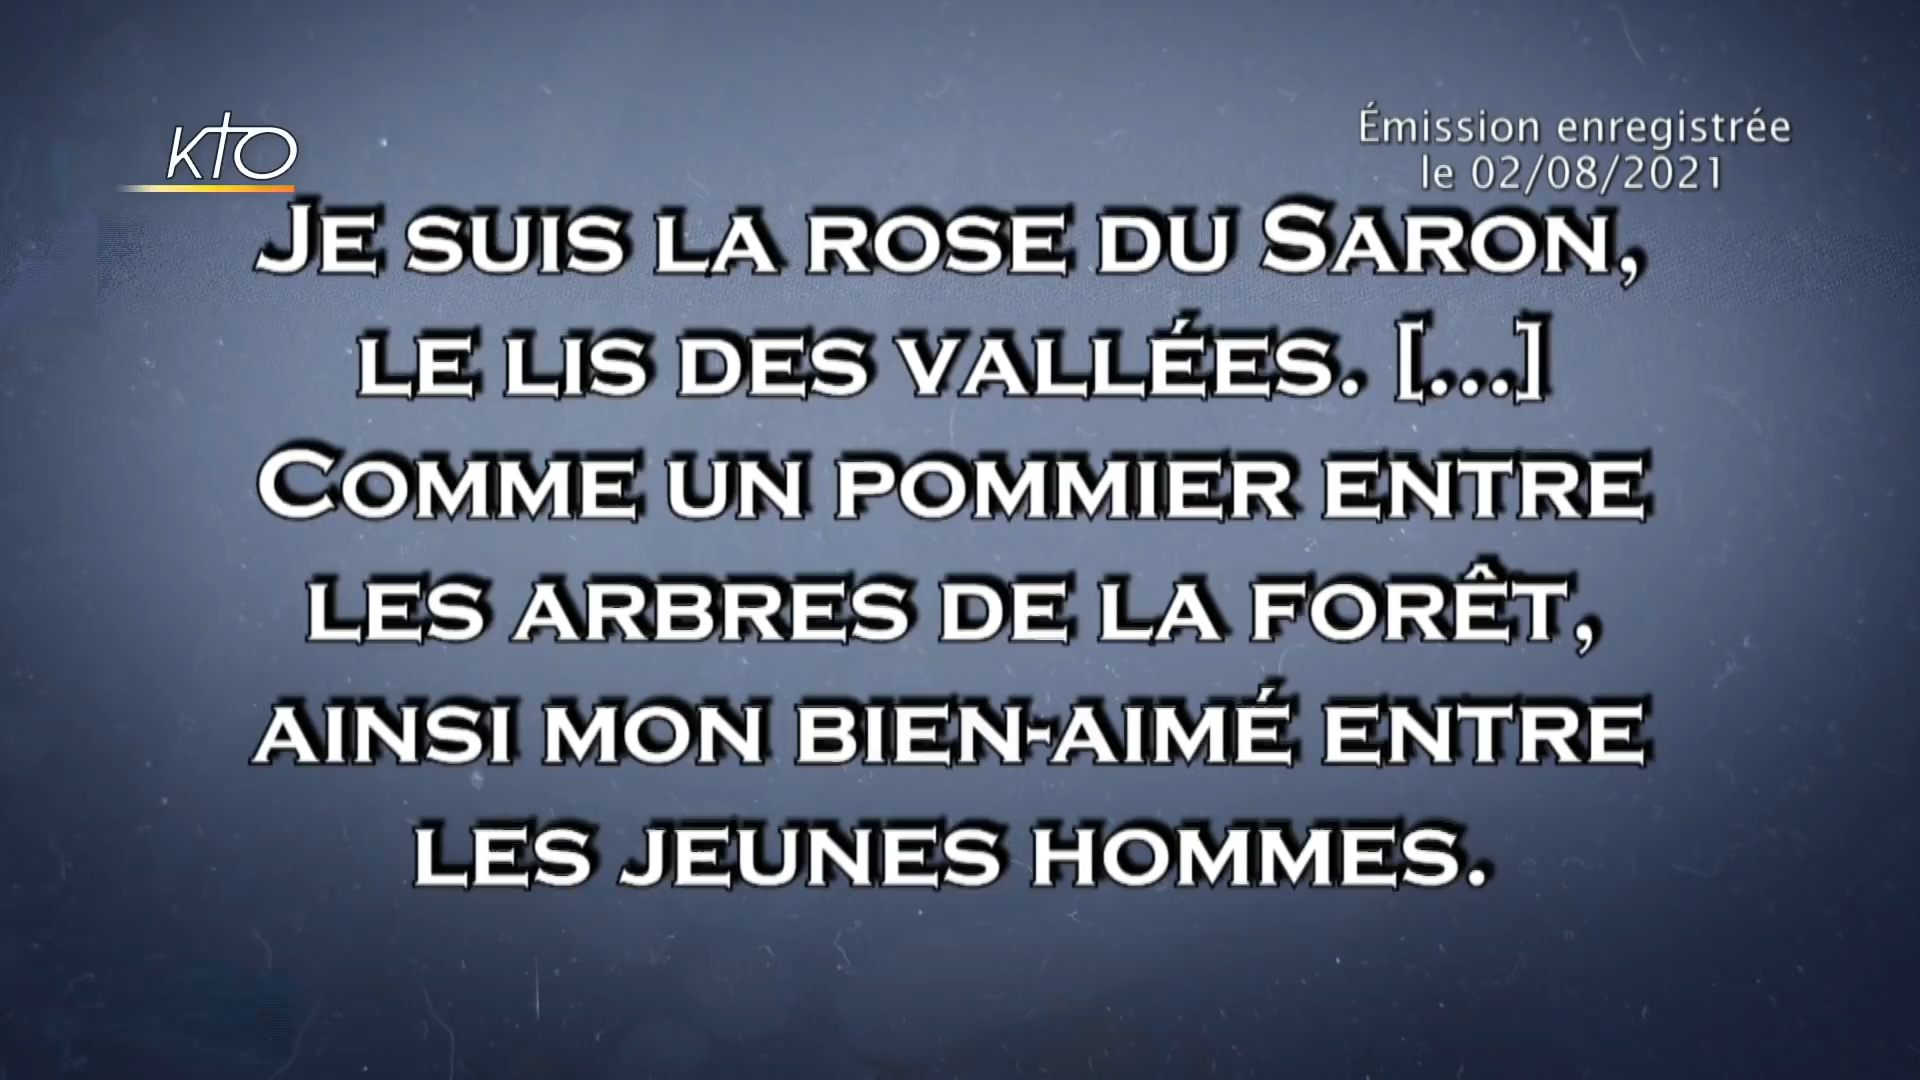 KTO
Émission enregistrée
le 02/08/2021
Je suis la rose du Saron,
le lis des vallées. [...]
Comme un pommier entre
les arbres de la forêt,
ainsi mon bien-aimé entre
les jeunes hommes.